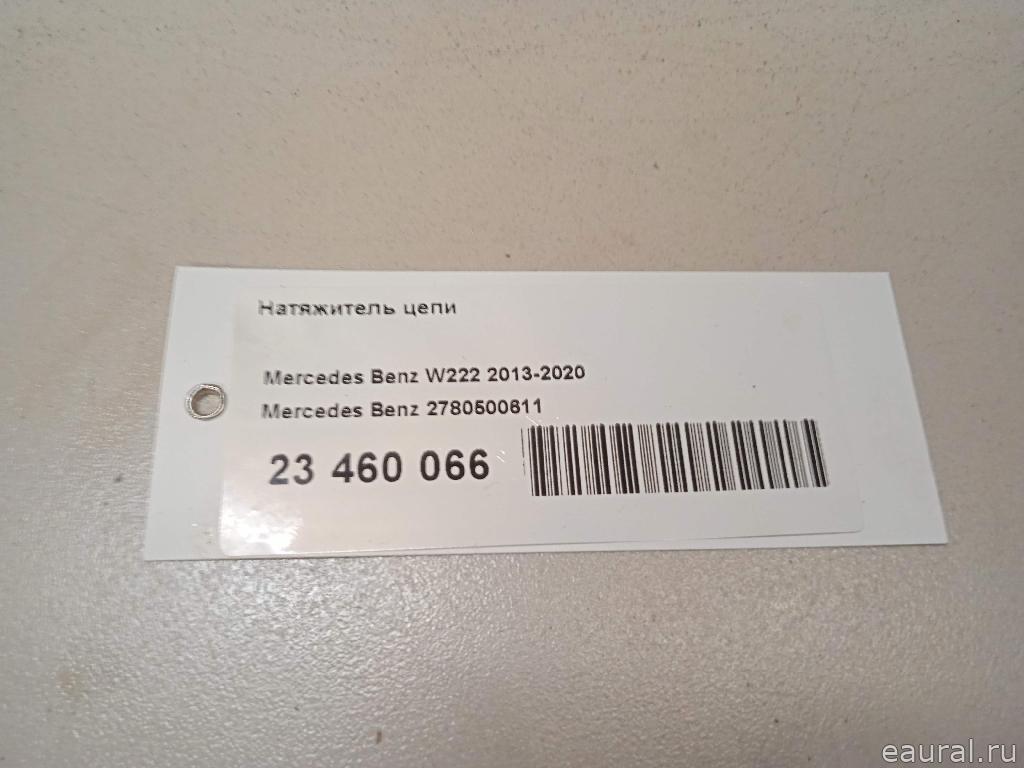 Натяжитель цепи
Mercedes Benz W222 2013-2020
Mercedes Benz 2780500611
23 460 066
eaural.ru